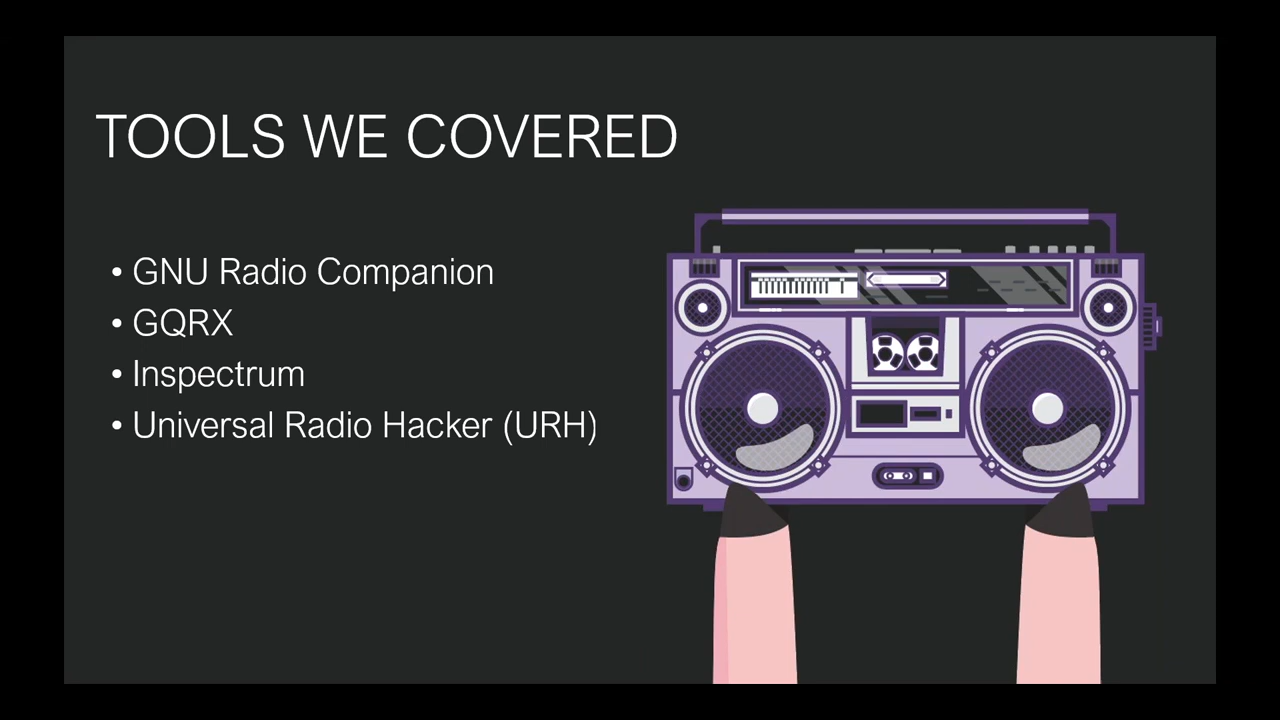 TOOLS WE COVERED
• GNU Radio Companion
• GQRX
• Inspectrum
• Universal Radio Hacker (URH)